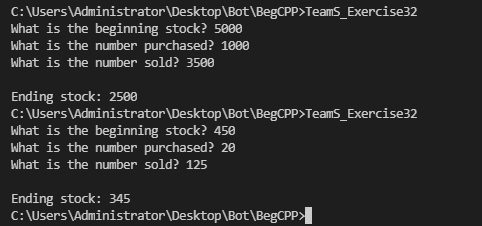 C:\Users\Administrator\Desktop\Bot\BegCPP>TeamS_Exercise32
What is the beginning stock? 5000
What is the number purchased? 1000
What is the number sold? 3500
Ending stock: 2500
C:\Users\Administrator\Desktop\Bot\BegCPP>TeamS_Exercise32
What is the beginning stock? 450
What is the number purchased? 20
What is the number sold? 125
Ending stock: 345
C:\Users\Administrator\Desktop\Bot\BegCPP>